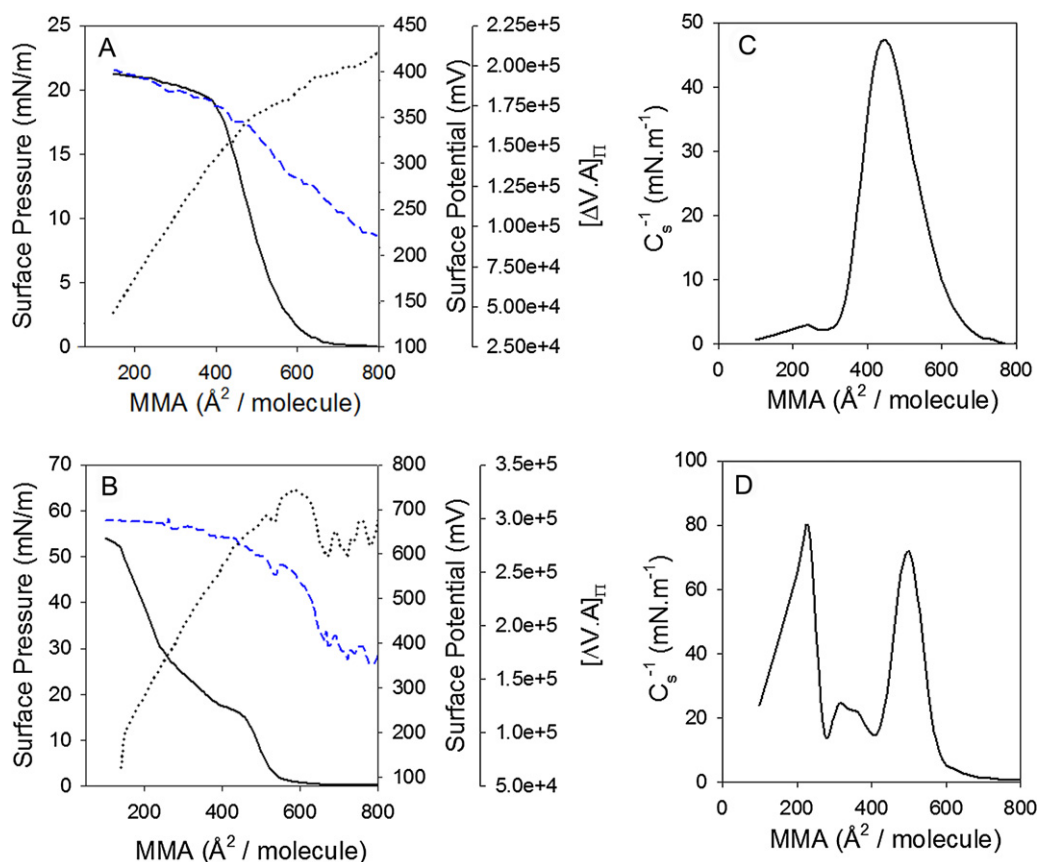 A
Surface Pressure (mN/m)
25
20
15
10
5
0
200 400 600 800
MMA (Å² / molecule)
450
400
350
300
250
200
150
100
Surface Potential (mV)
2.25e+5
2.00e+5
1.75e+5
1.50e+5
1.25e+5
1.00e+5
7.50e+4
5.00e+4
2.50e+4
[ΔV.A]Π
C
Cs⁻¹ (mN.m⁻¹)
50
40
30
20
10
0
0 200 400 600 800
MMA (Å² / molecule)
B
Surface Pressure (mN/m)
70
60
50
40
30
20
10
0
200 400 600 800
MMA (Å² / molecule)
800
700
600
500
400
300
200
100
Surface Potential (mV)
3.5e+5
3.0e+5
2.5e+5
2.0e+5
1.5e+5
1.0e+5
5.0e+4
[ΔV.A]Π
D
Cs⁻¹ (mN.m⁻¹)
100
80
60
40
20
0
0 200 400 600 800
MMA (Å² / molecule)